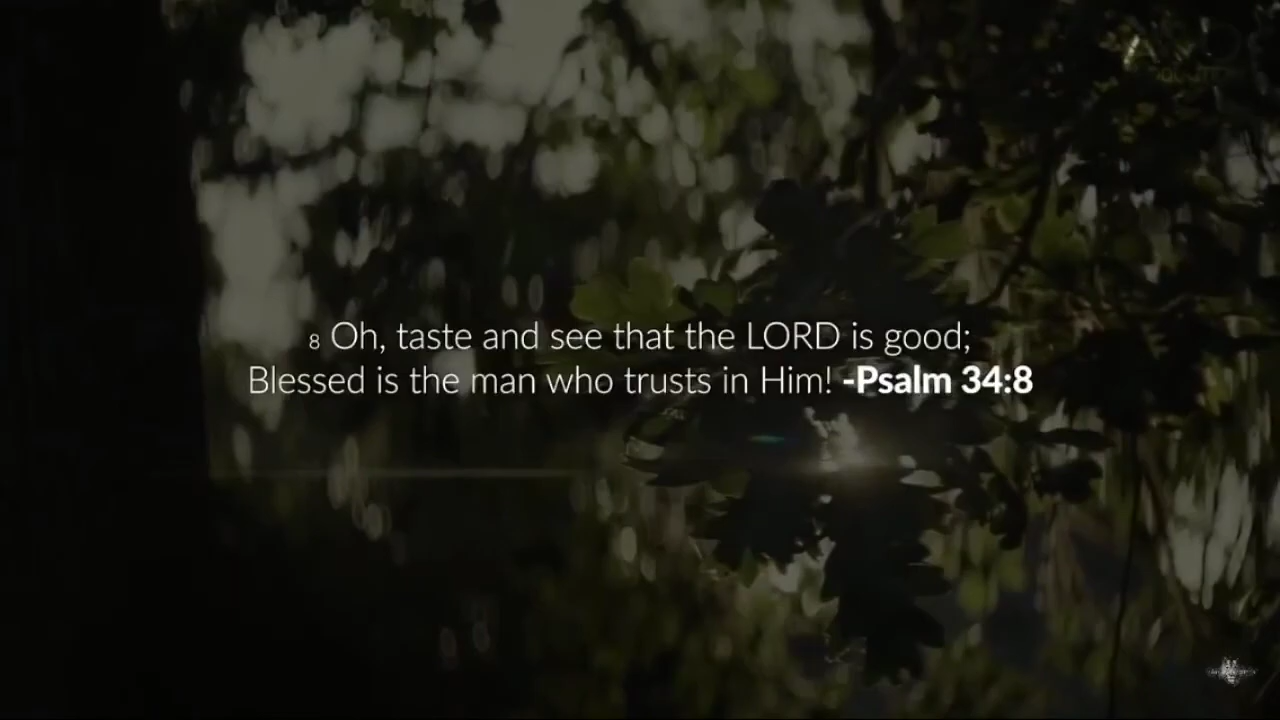 8 Oh, taste and see that the LORD is good;
Blessed is the man who trusts in Him! -Psalm 34:8